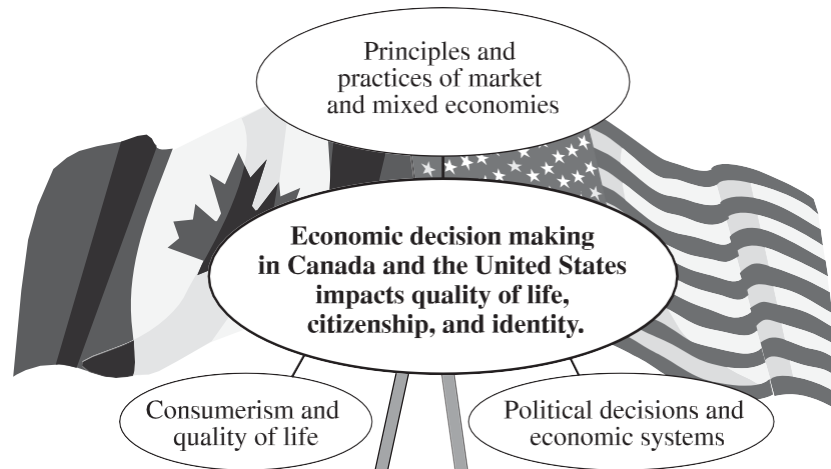 Principles and
practices of market
and mixed economies
Economic decision making
in Canada and the United States
impacts quality of life,
citizenship, and identity.
Consumerism and
quality of life
Political decisions and
economic systems